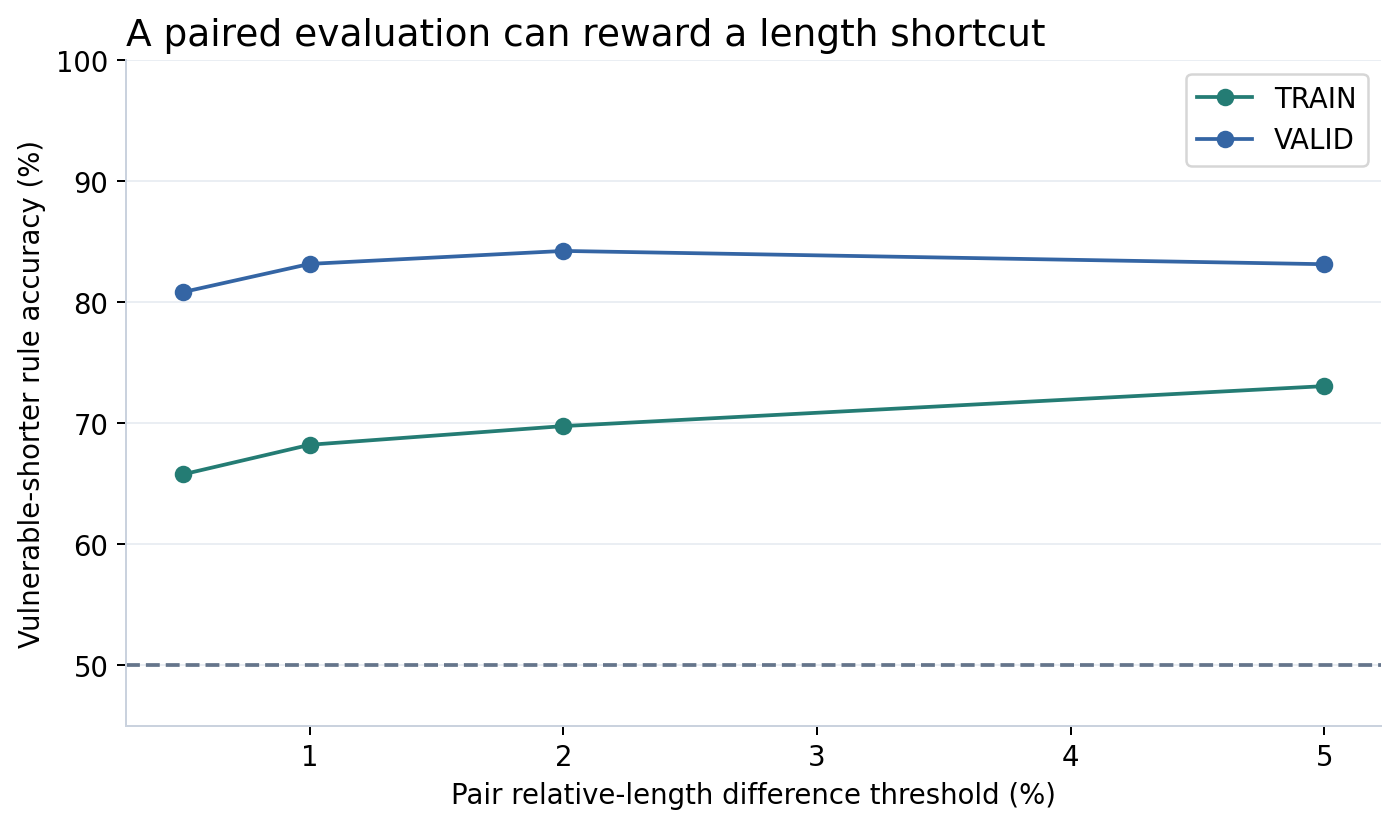 A paired evaluation can reward a length shortcut
100
90
80
70
60
50
Vulnerable-shorter rule accuracy (%)
TRAIN
VALID
1
2
3
4
5
Pair relative-length difference threshold (%)